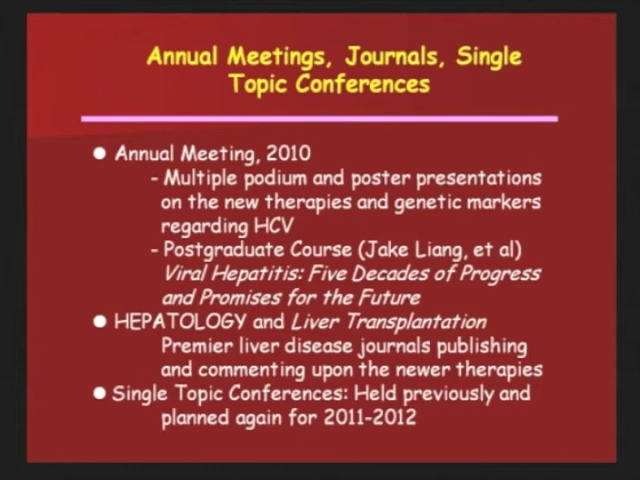 Annual Meetings, Journals, Single
Topic Conferences
● Annual Meeting, 2010
- Multiple podium and poster presentations
on the new therapies and genetic markers
regarding HCV
- Postgraduate Course (Jake Liang, et al)
Viral Hepatitis: Five Decades of Progress
and Promises for the Future
● HEPATOLOGY and Liver Transplantation
Premier liver disease journals publishing
and commenting upon the newer therapies
● Single Topic Conferences: Held previously and
planned again for 2011-2012